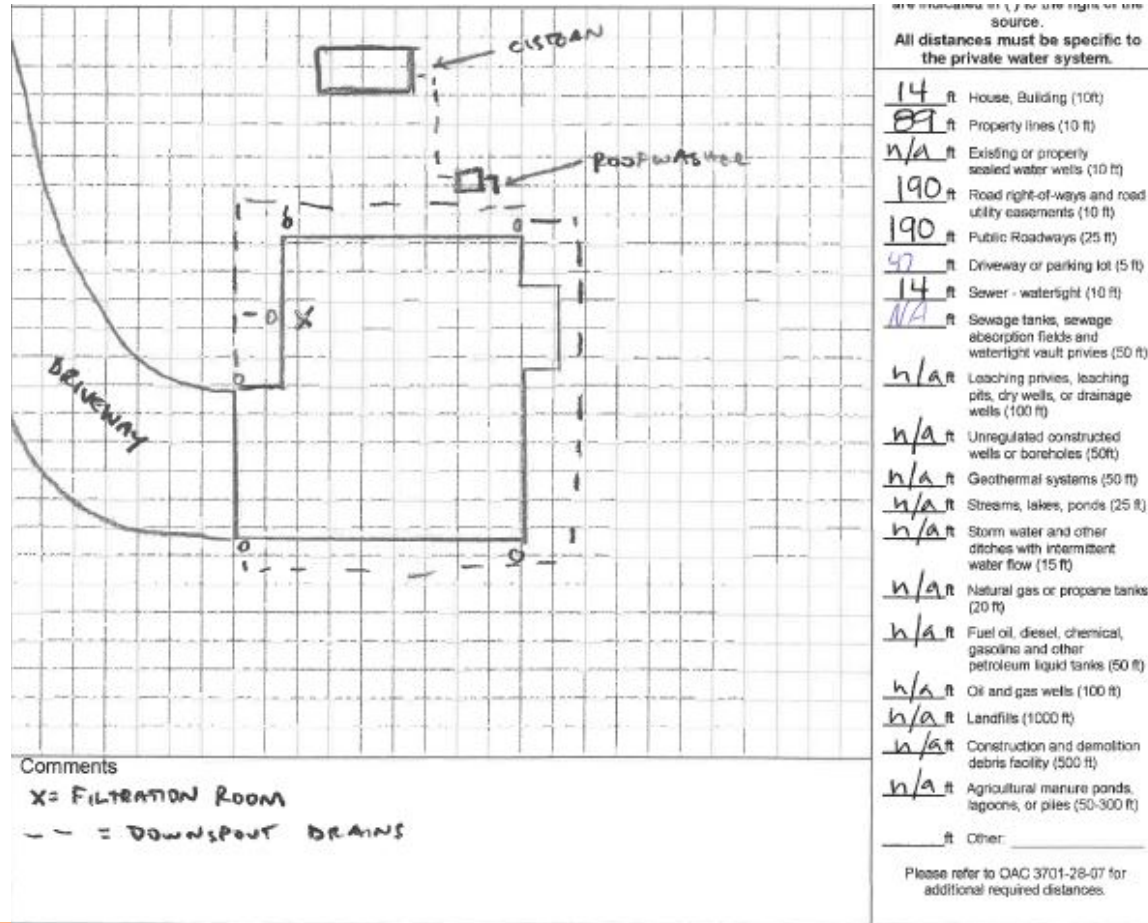 CISTEAN
ROOFWASHER
DRIVEWAY
Comments
X= FILTRATION ROOM
-- = DOWNSPOUT DRAINS
are indicated in ( ) to the right of the
source.
All distances must be specific to
the private water system.
14 ft House, Building (10ft)
89 ft Property lines (10 ft)
n/a ft Existing or properly
sealed water wells (10 ft)
190 ft Road right-of-ways and road
utility easements (10 ft)
190 ft Public Roadways (25 ft)
47 ft Driveway or parking lot (5 ft)
14 ft Sewer - watertight (10 ft)
NA ft Sewage tanks, sewage
absorption fields and
watertight vault privies (50 ft)
n/a ft Leaching privies, leaching
pits, dry wells, or drainage
wells (100 ft)
n/a ft Unregulated constructed
wells or boreholes (50ft)
n/a ft Geothermal systems (50 ft)
n/a ft Streams, lakes, ponds (25 ft)
n/a ft Storm water and other
ditches with intermittent
water flow (15 ft)
n/a ft Natural gas or propane tanks
(20 ft)
n/a ft Fuel oil, diesel, chemical,
gasoline and other
petroleum liquid tanks (50 ft)
n/a ft Oil and gas wells (100 ft)
n/a ft Landfills (1000 ft)
n/a ft Construction and demolition
debris facility (500 ft)
n/a ft Agricultural manure ponds,
lagoons, or piles (50-300 ft)
ft Other:
Please refer to OAC 3701-28-07 for
additional required distances.